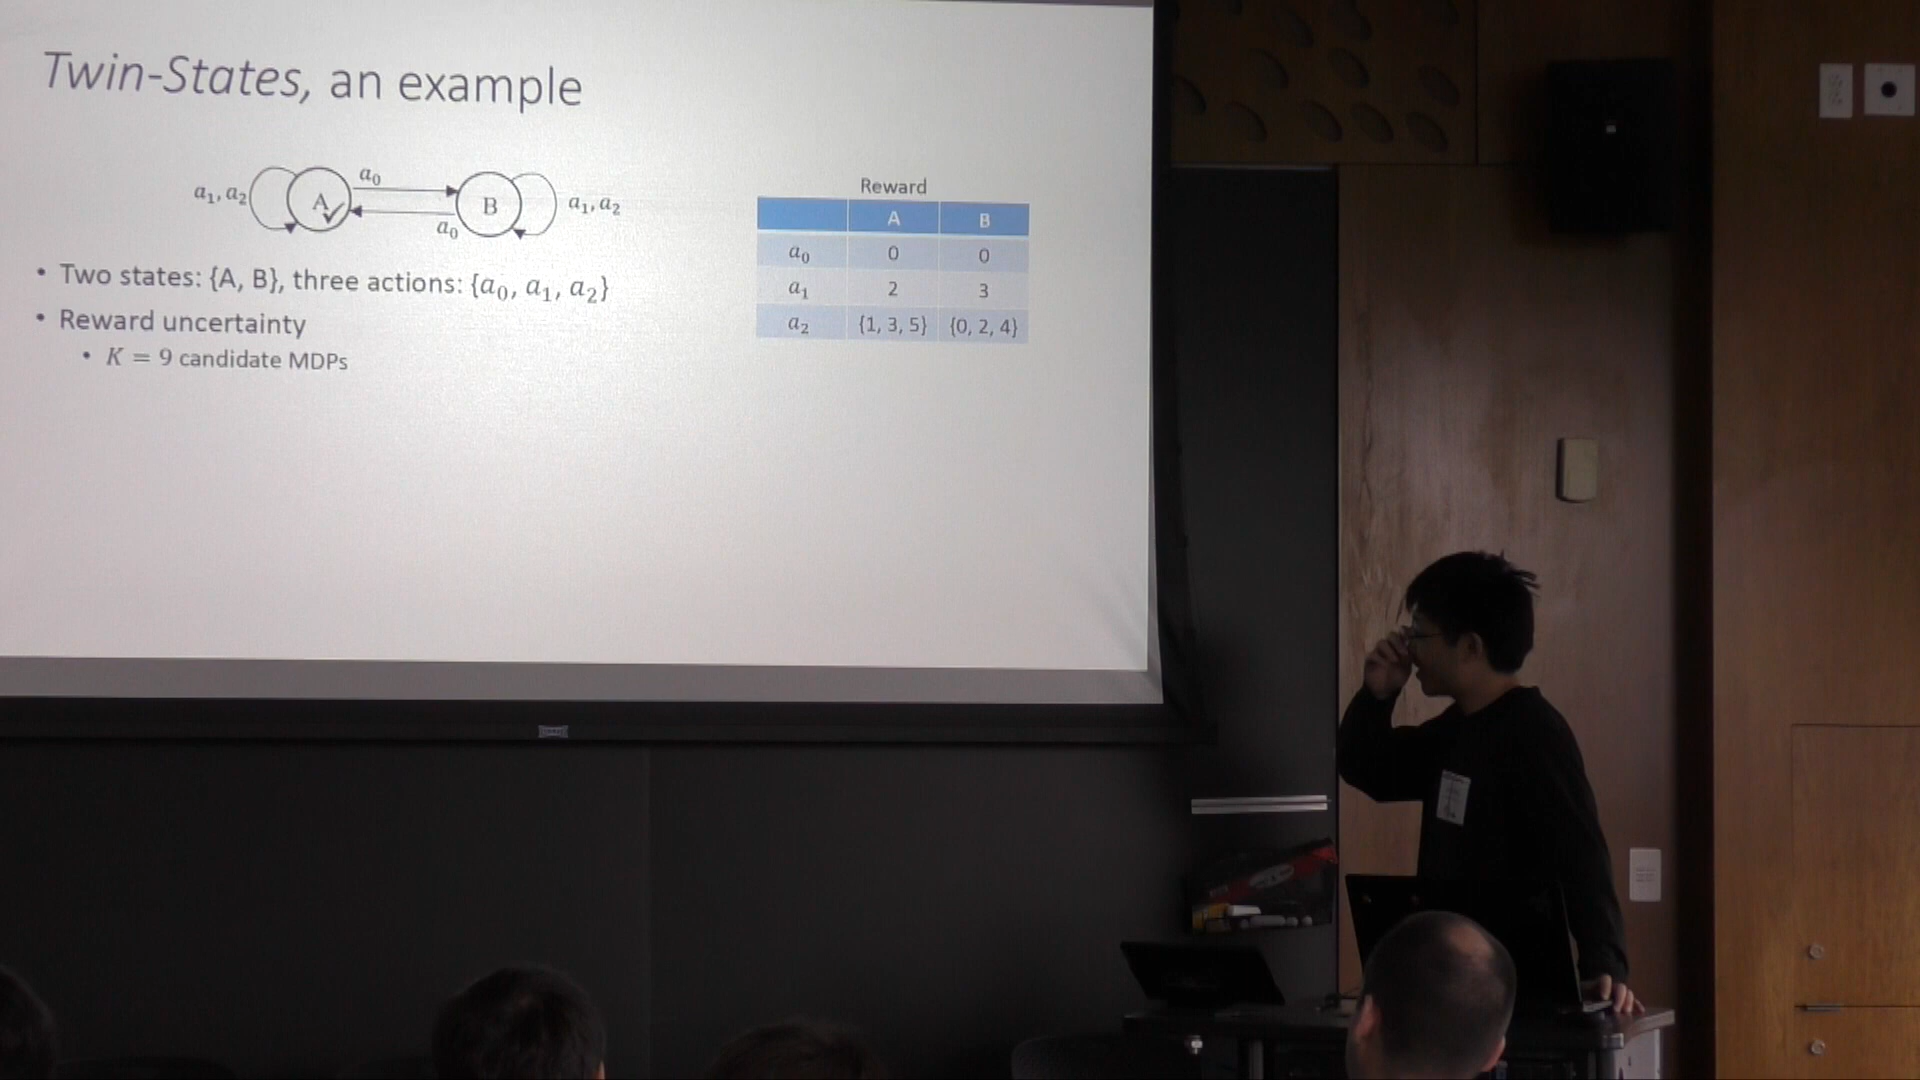 Twin-States, an example
a₁, a₂
A
a₀
a₀
B
a₁, a₂
• Two states: {A, B}, three actions: {a₀, a₁, a₂}
• Reward uncertainty
• K = 9 candidate MDPs
Reward
A B
a₀ 0 0
a₁ 2 3
a₂ {1, 3, 5} {0, 2, 4}